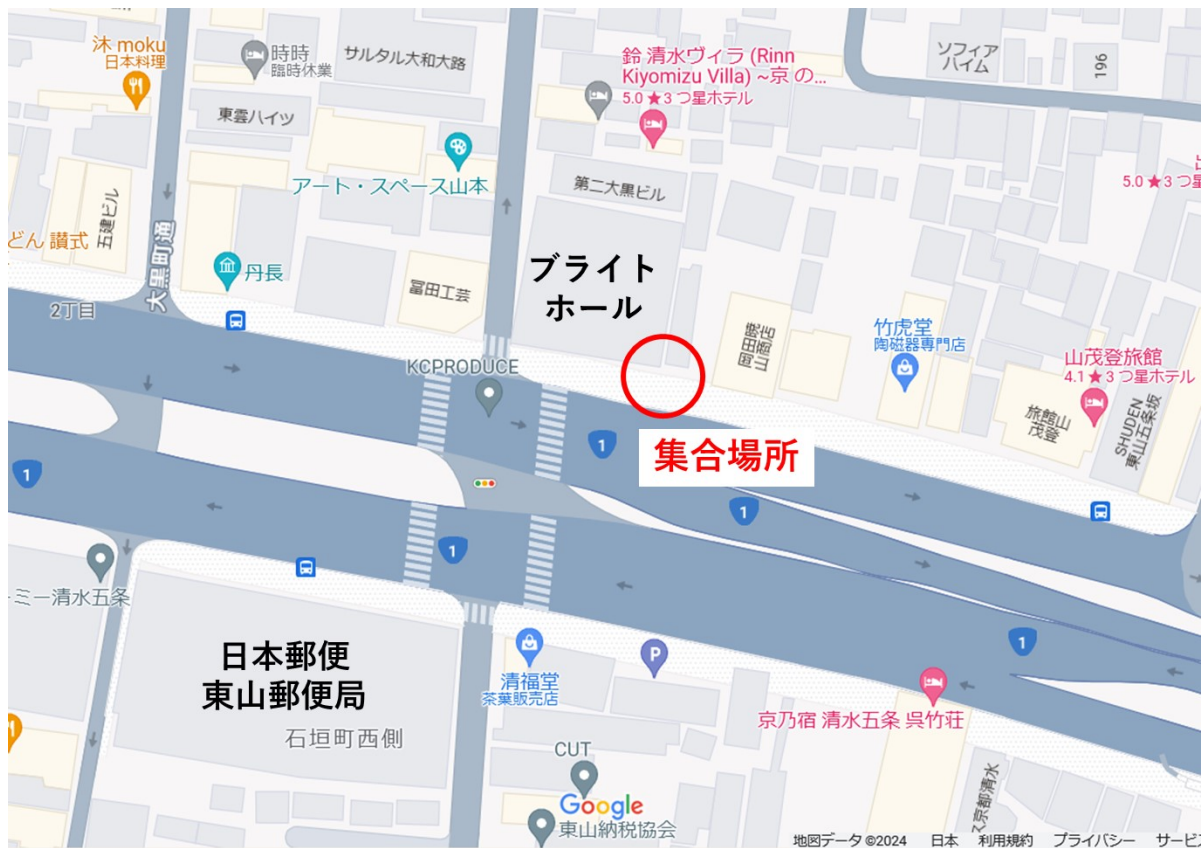 沐 moku
日本料理
時時
臨時休業
サルタル大和大路
鈴 清水ヴィラ (Rinn
Kiyomizu Villa) ~京 の...
5.0 ★ 3 つ星ホテル
ソフィア
ハイム
196
東雲ハイツ
アート・スペース山本
第二大黒ビル
5.0 ★ 3 つ星
どん 讃式
五建ビル
大黒町通
丹長
冨田工芸
2丁目
ブライト
ホール
KCPRODUCE
竹虎堂
陶磁器専門店
山茂登旅館
4.1 ★ 3 つ星ホテル
旅館山
茂登
SHUDEN
東山五条坂
集合場所
1
1
1
1
1
ーミー清水五条
日本郵便
東山郵便局
石垣町西側
清福堂
茶葉販売店
P
京乃宿 清水五条 呉竹荘
CUT
Google
東山納税協会
ス京都清水
地図データ ©2024 日本 利用規約 プライバシー サービ